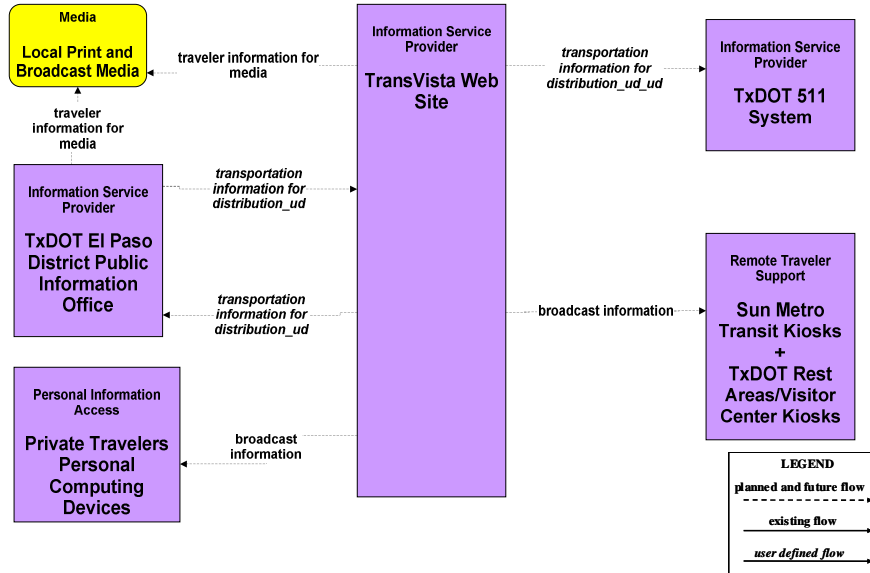 Media
Local Print and
Broadcast Media
traveler information for
media
Information Service
Provider
TransVista Web
Site
transportation
information for
distribution_ud_ud
Information Service
Provider
TxDOT 511
System
traveler
information for
media
Information Service
Provider
TxDOT El Paso
District Public
Information
Office
transportation
information for
distribution_ud
transportation
information for
distribution_ud
broadcast information
Remote Traveler
Support
Sun Metro
Transit Kiosks
+
TxDOT Rest
Areas/Visitor
Center Kiosks
Personal Information
Access
Private Travelers
Personal
Computing
Devices
broadcast
information
LEGEND
planned and future flow
existing flow
user defined flow